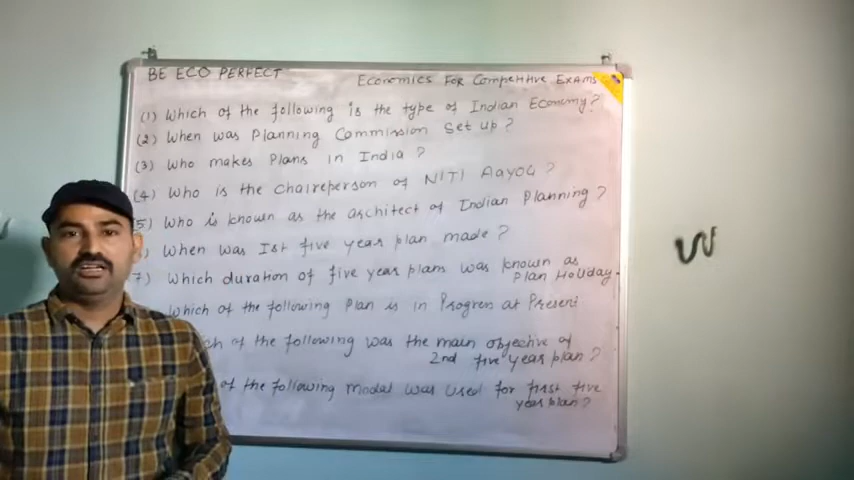 BE ECO PERFECT
Economics For Competitive Exams
(1) Which of the following is the type of Indian Economy?
(2) When was Planning Commission Set up?
(3) Who makes Plans in India?
(4) Who is the chaireperson of NITI Aayog?
5) Who is known as the architect of Indian Planning?
) When was Ist five year plan made?
7) Which duration of five year plans was known as
Plan Holiday
which of the following Plan is in Progren at Present
ch of the following was the main objective of
2nd five year plan?
of the following modal was used for first five
year plan?